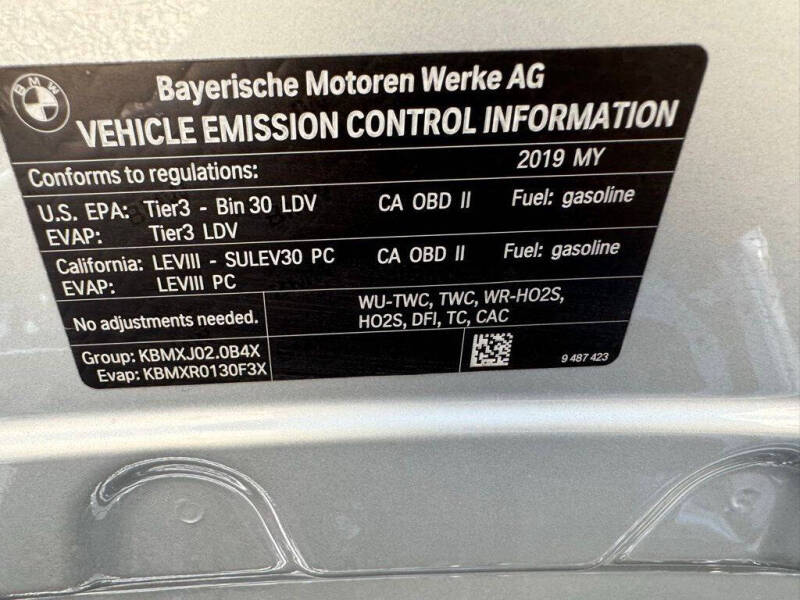 BMW
Bayerische Motoren Werke AG
VEHICLE EMISSION CONTROL INFORMATION
Conforms to regulations: 2019 MY
U.S. EPA: Tier3 - Bin 30 LDV CA OBD II Fuel: gasoline
EVAP: Tier3 LDV
California: LEVIII - SULEV30 PC CA OBD II Fuel: gasoline
EVAP: LEVIII PC
No adjustments needed.
WU-TWC, TWC, WR-HO2S,
HO2S, DFI, TC, CAC
Group: KBMXJ02.0B4X
Evap: KBMXR0130F3X
9 487 423